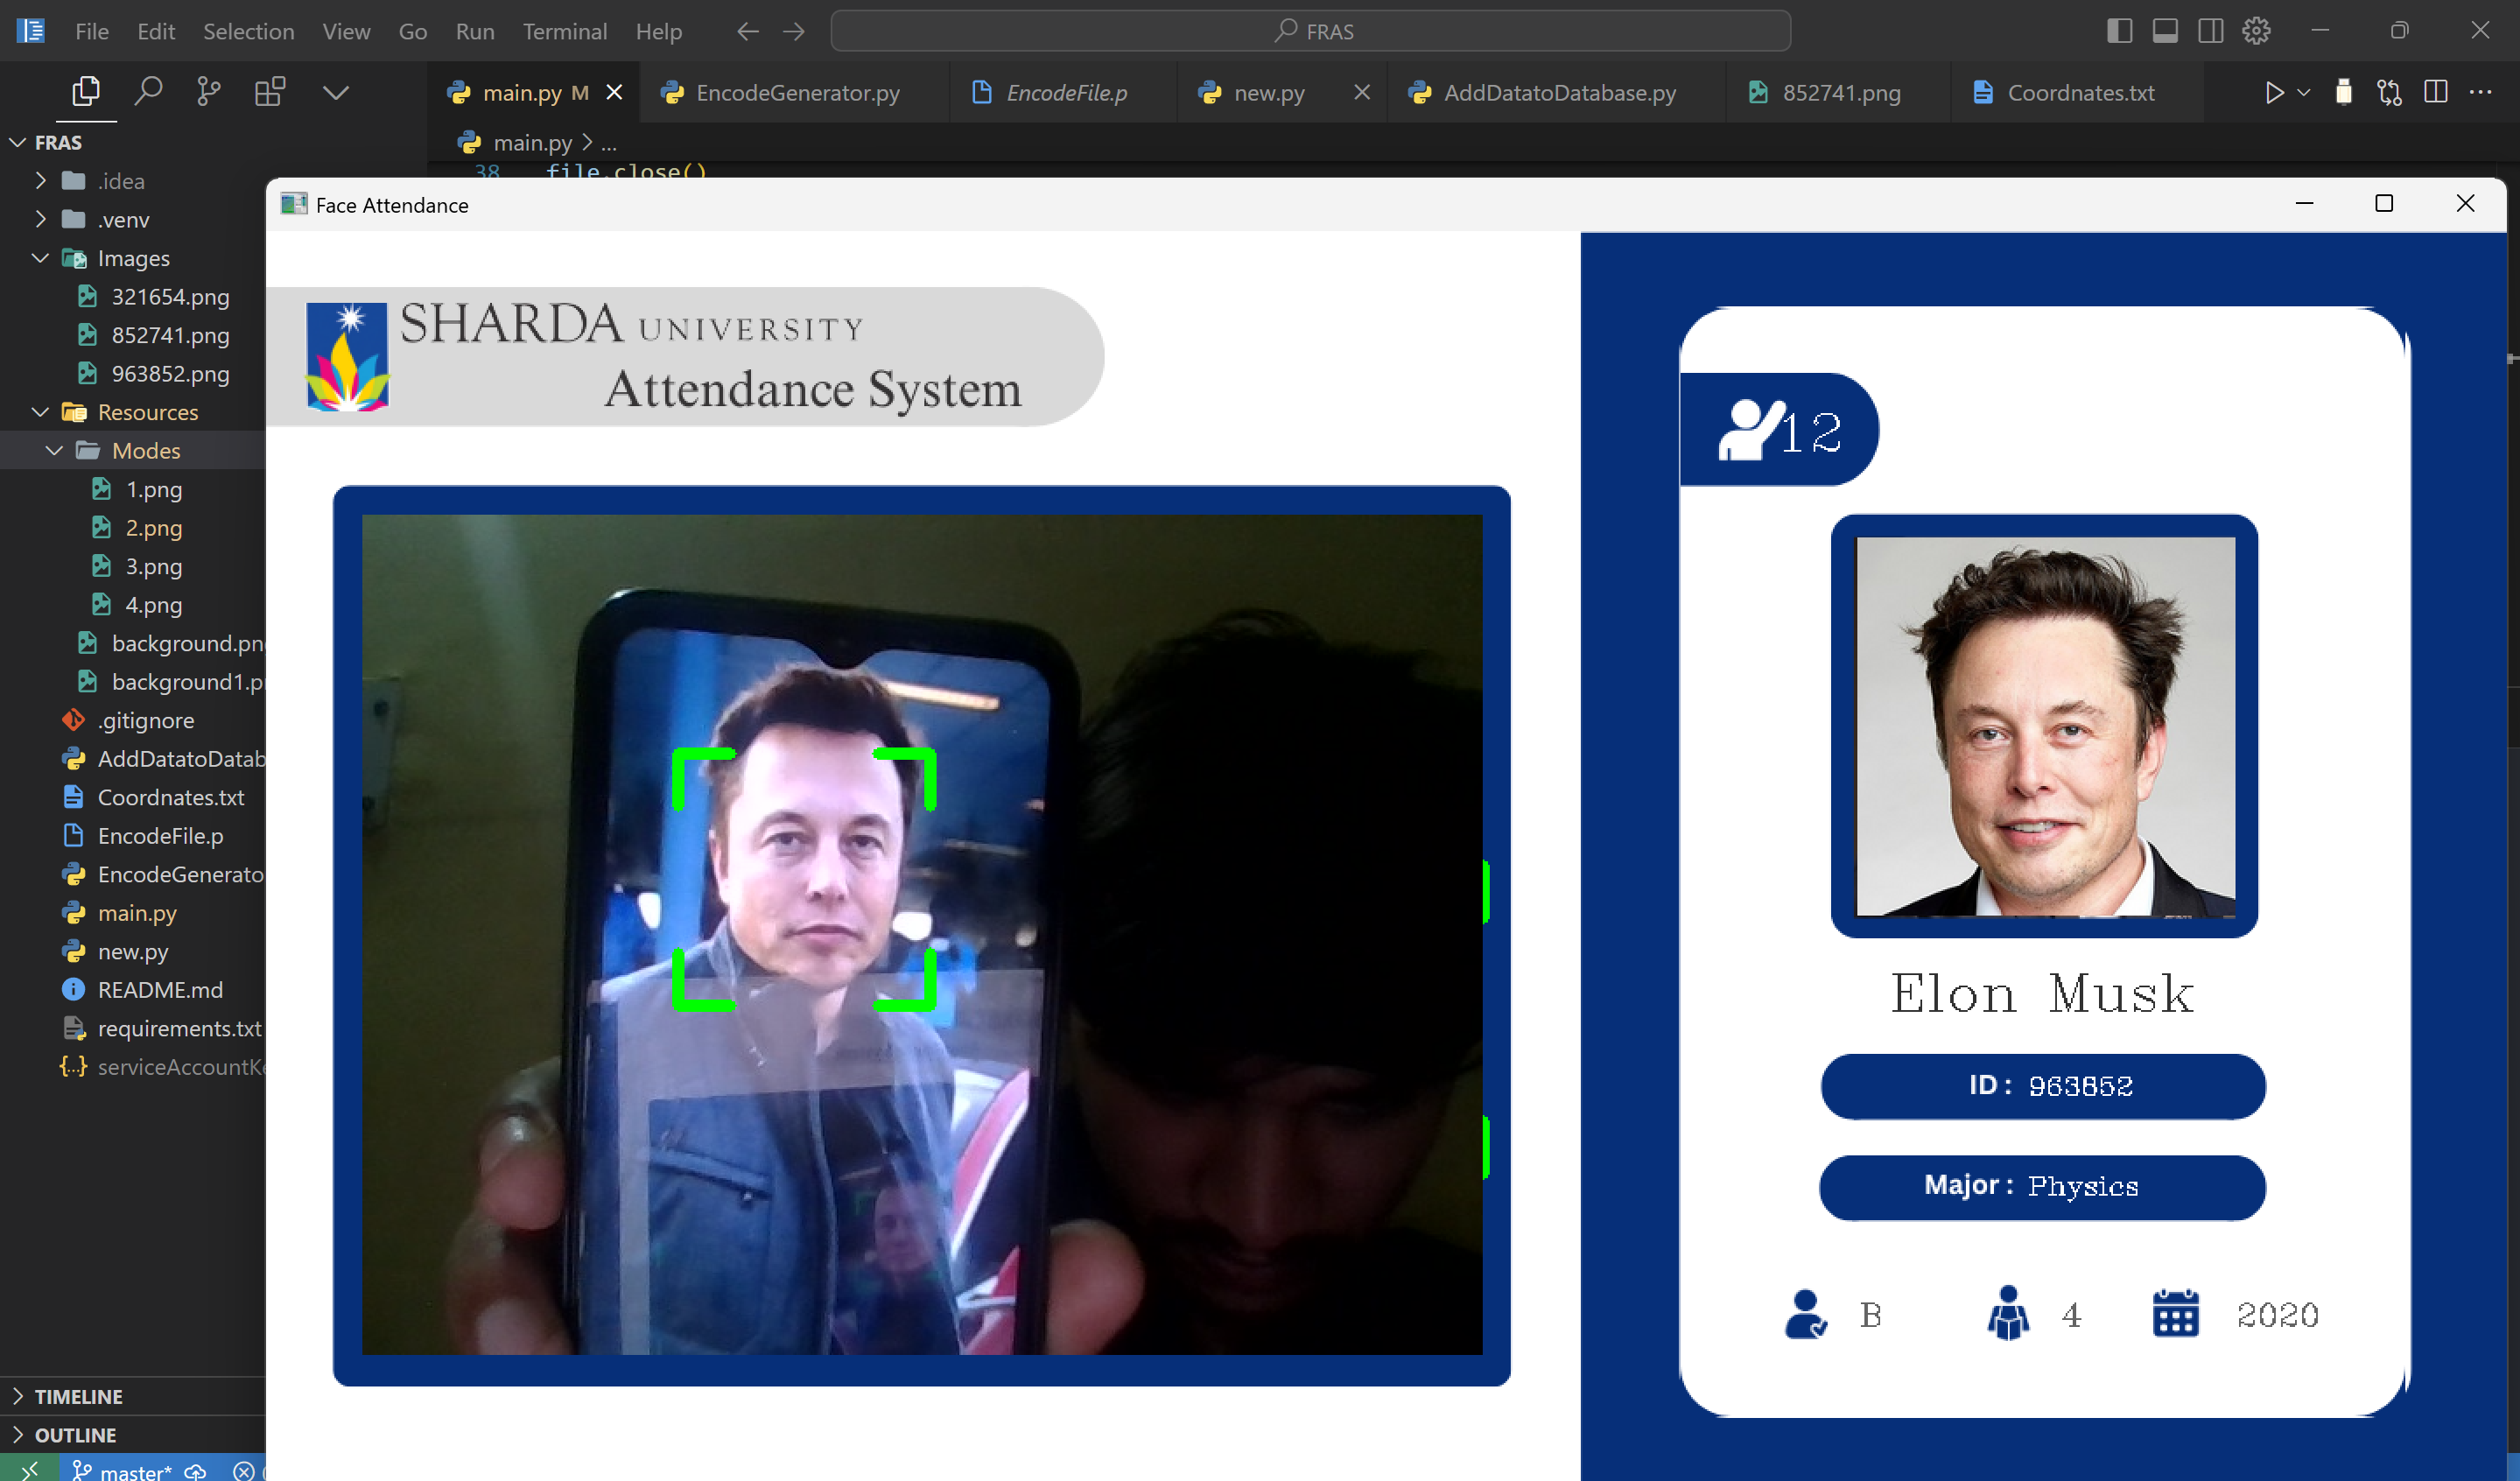 File Edit Selection View Go Run Terminal Help
FRAS
main.py M
EncodeGenerator.py
EncodeFile.p
new.py
AddDatatoDatabase.py
852741.png
Coordnates.txt
main.py > ...
38 file.close()
FRAS
.idea
.venv
Images
321654.png
852741.png
963852.png
Resources
Modes
1.png
2.png
3.png
4.png
background.pn
background1.p
.gitignore
AddDatatoDatab
Coordnates.txt
EncodeFile.p
EncodeGenerato
main.py
new.py
README.md
requirements.txt
serviceAccountKe
TIMELINE
OUTLINE
master*
Face Attendance
SHARDA UNIVERSITY
Attendance System
12
Elon Musk
ID : 963852
Major : Physics
B 4 2020